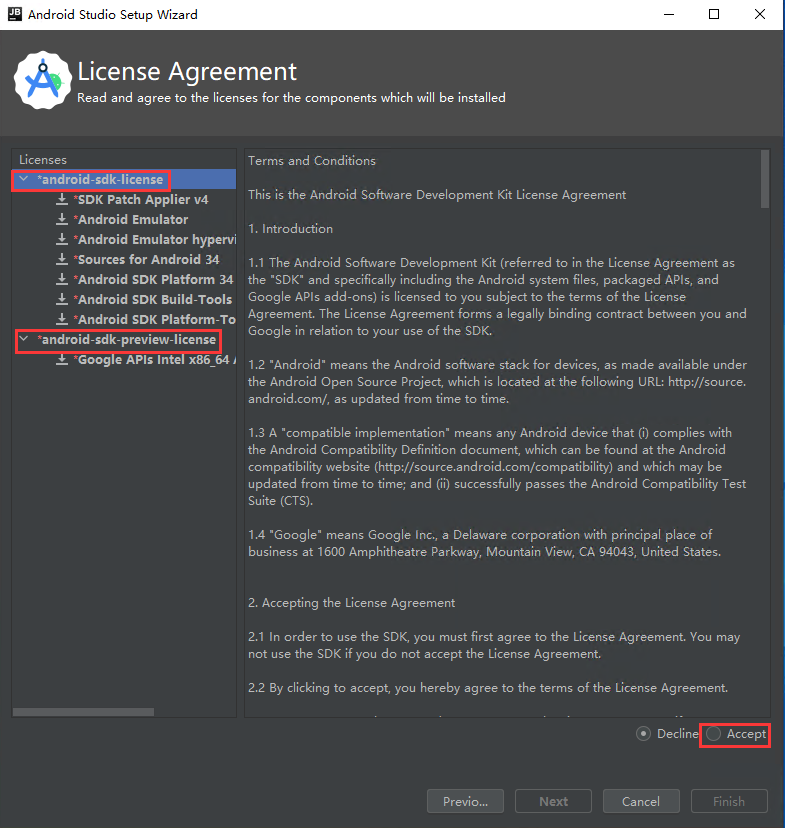 JB
Android Studio Setup Wizard
License Agreement
Read and agree to the licenses for the components which will be installed
Licenses
*android-sdk-license
*SDK Patch Applier v4
*Android Emulator
*Android Emulator hypervi
*Sources for Android 34
*Android SDK Platform 34
*Android SDK Build-Tools
*Android SDK Platform-To
*android-sdk-preview-license
*Google APIs Intel x86_64
Terms and Conditions
This is the Android Software Development Kit License Agreement
1. Introduction
1.1 The Android Software Development Kit (referred to in the License Agreement as
the "SDK" and specifically including the Android system files, packaged APIs, and
Google APIs add-ons) is licensed to you subject to the terms of the License
Agreement. The License Agreement forms a legally binding contract between you and
Google in relation to your use of the SDK.
1.2 "Android" means the Android software stack for devices, as made available under
the Android Open Source Project, which is located at the following URL: http://source.
android.com/, as updated from time to time.
1.3 A "compatible implementation" means any Android device that (i) complies with
the Android Compatibility Definition document, which can be found at the Android
compatibility website (http://source.android.com/compatibility) and which may be
updated from time to time; and (ii) successfully passes the Android Compatibility Test
Suite (CTS).
1.4 "Google" means Google Inc., a Delaware corporation with principal place of
business at 1600 Amphitheatre Parkway, Mountain View, CA 94043, United States.
2. Accepting the License Agreement
2.1 In order to use the SDK, you must first agree to the License Agreement. You may
not use the SDK if you do not accept the License Agreement.
2.2 By clicking to accept, you hereby agree to the terms of the License Agreement.
Decline
Accept
Previo...
Next
Cancel
Finish